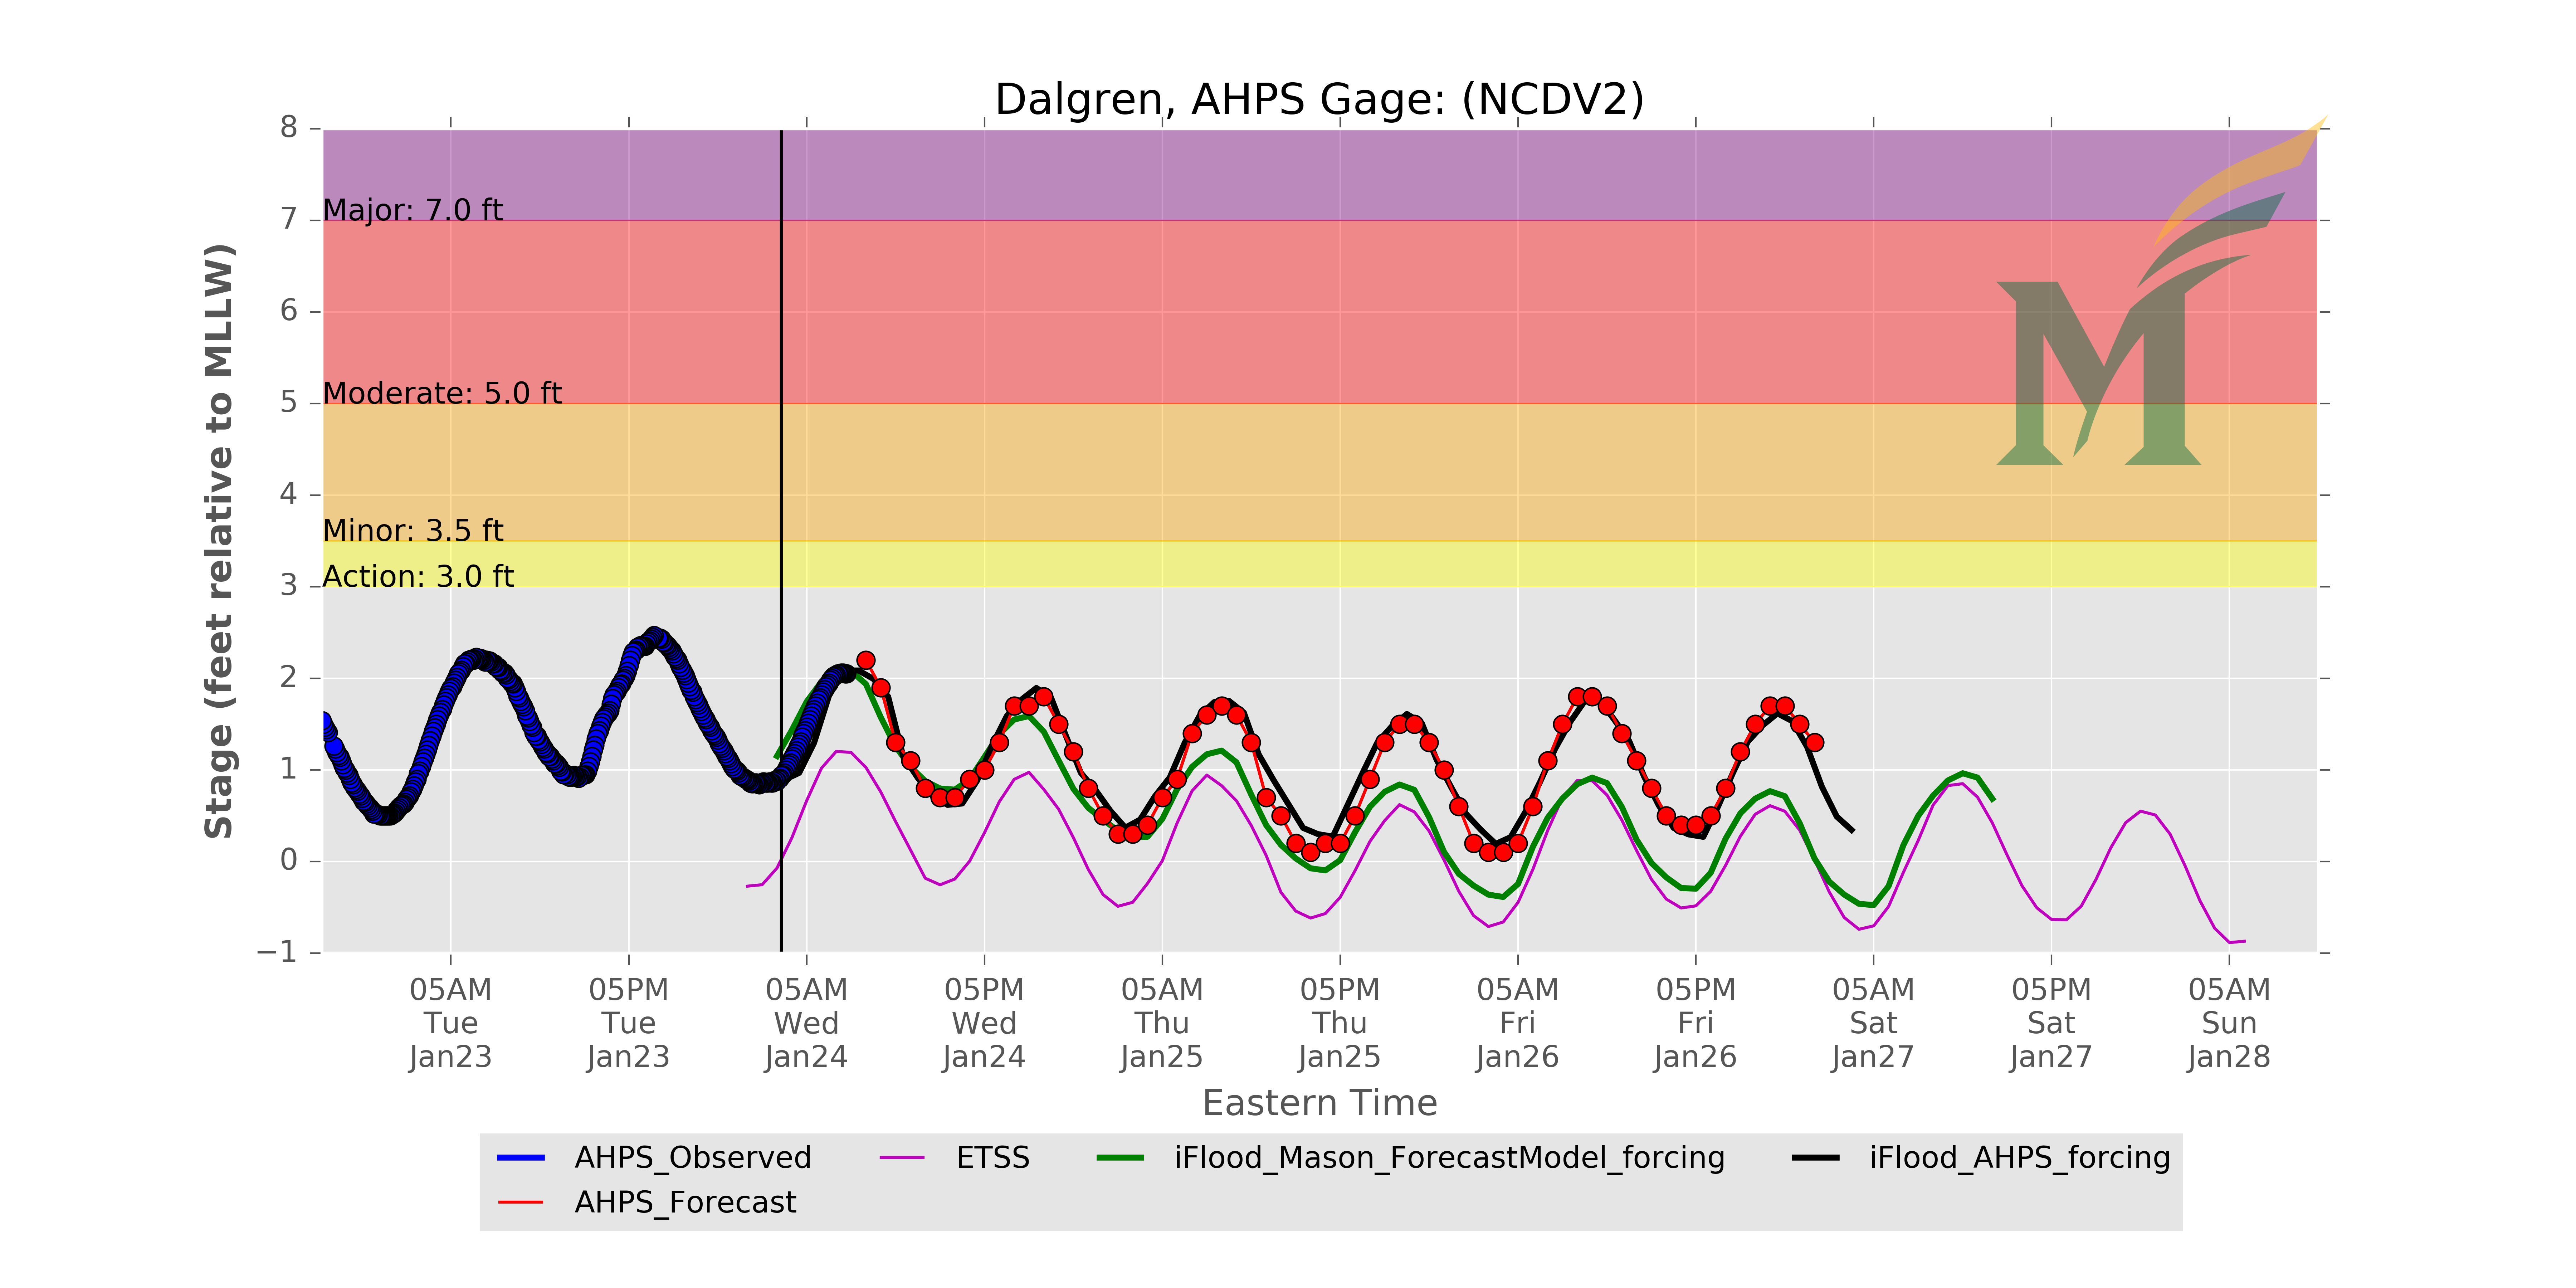 Dalgren, AHPS Gage: (NCDV2)
Stage (feet relative to MLLW)
8
7
6
5
4
3
2
1
0
−1
Major: 7.0 ft
Moderate: 5.0 ft
Minor: 3.5 ft
Action: 3.0 ft
M
05AM 05PM 05AM 05PM 05AM 05PM 05AM 05PM 05AM 05PM 05AM
Tue Tue Wed Wed Thu Thu Fri Fri Sat Sat Sun
Jan23 Jan23 Jan24 Jan24 Jan25 Jan25 Jan26 Jan26 Jan27 Jan27 Jan28
Eastern Time
AHPS_Observed ETSS iFlood_Mason_ForecastModel_forcing iFlood_AHPS_forcing
AHPS_Forecast